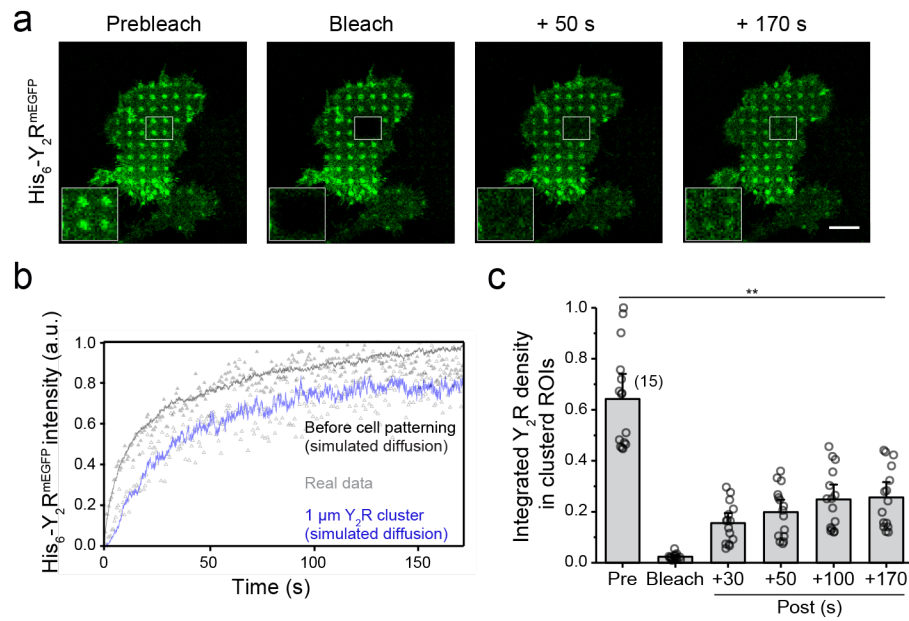 a
Prebleach
Bleach
+ 50 s
+ 170 s
His₆-Y₂Rᵐᴱᴳᶠᴾ
b
His₆-Y₂Rᵐᴱᴳᶠᴾ intensity (a.u.)
1.0
0.8
0.6
0.4
0.2
0.0
Before cell patterning
(simulated diffusion)
Real data
1 μm Y₂R cluster
(simulated diffusion)
0
50
100
150
Time (s)
c
Integrated Y₂R density
in clusterd ROIs
1.0
0.8
0.6
0.4
0.2
0.0
**
(15)
Pre
Bleach
+30
+50
+100
+170
Post (s)